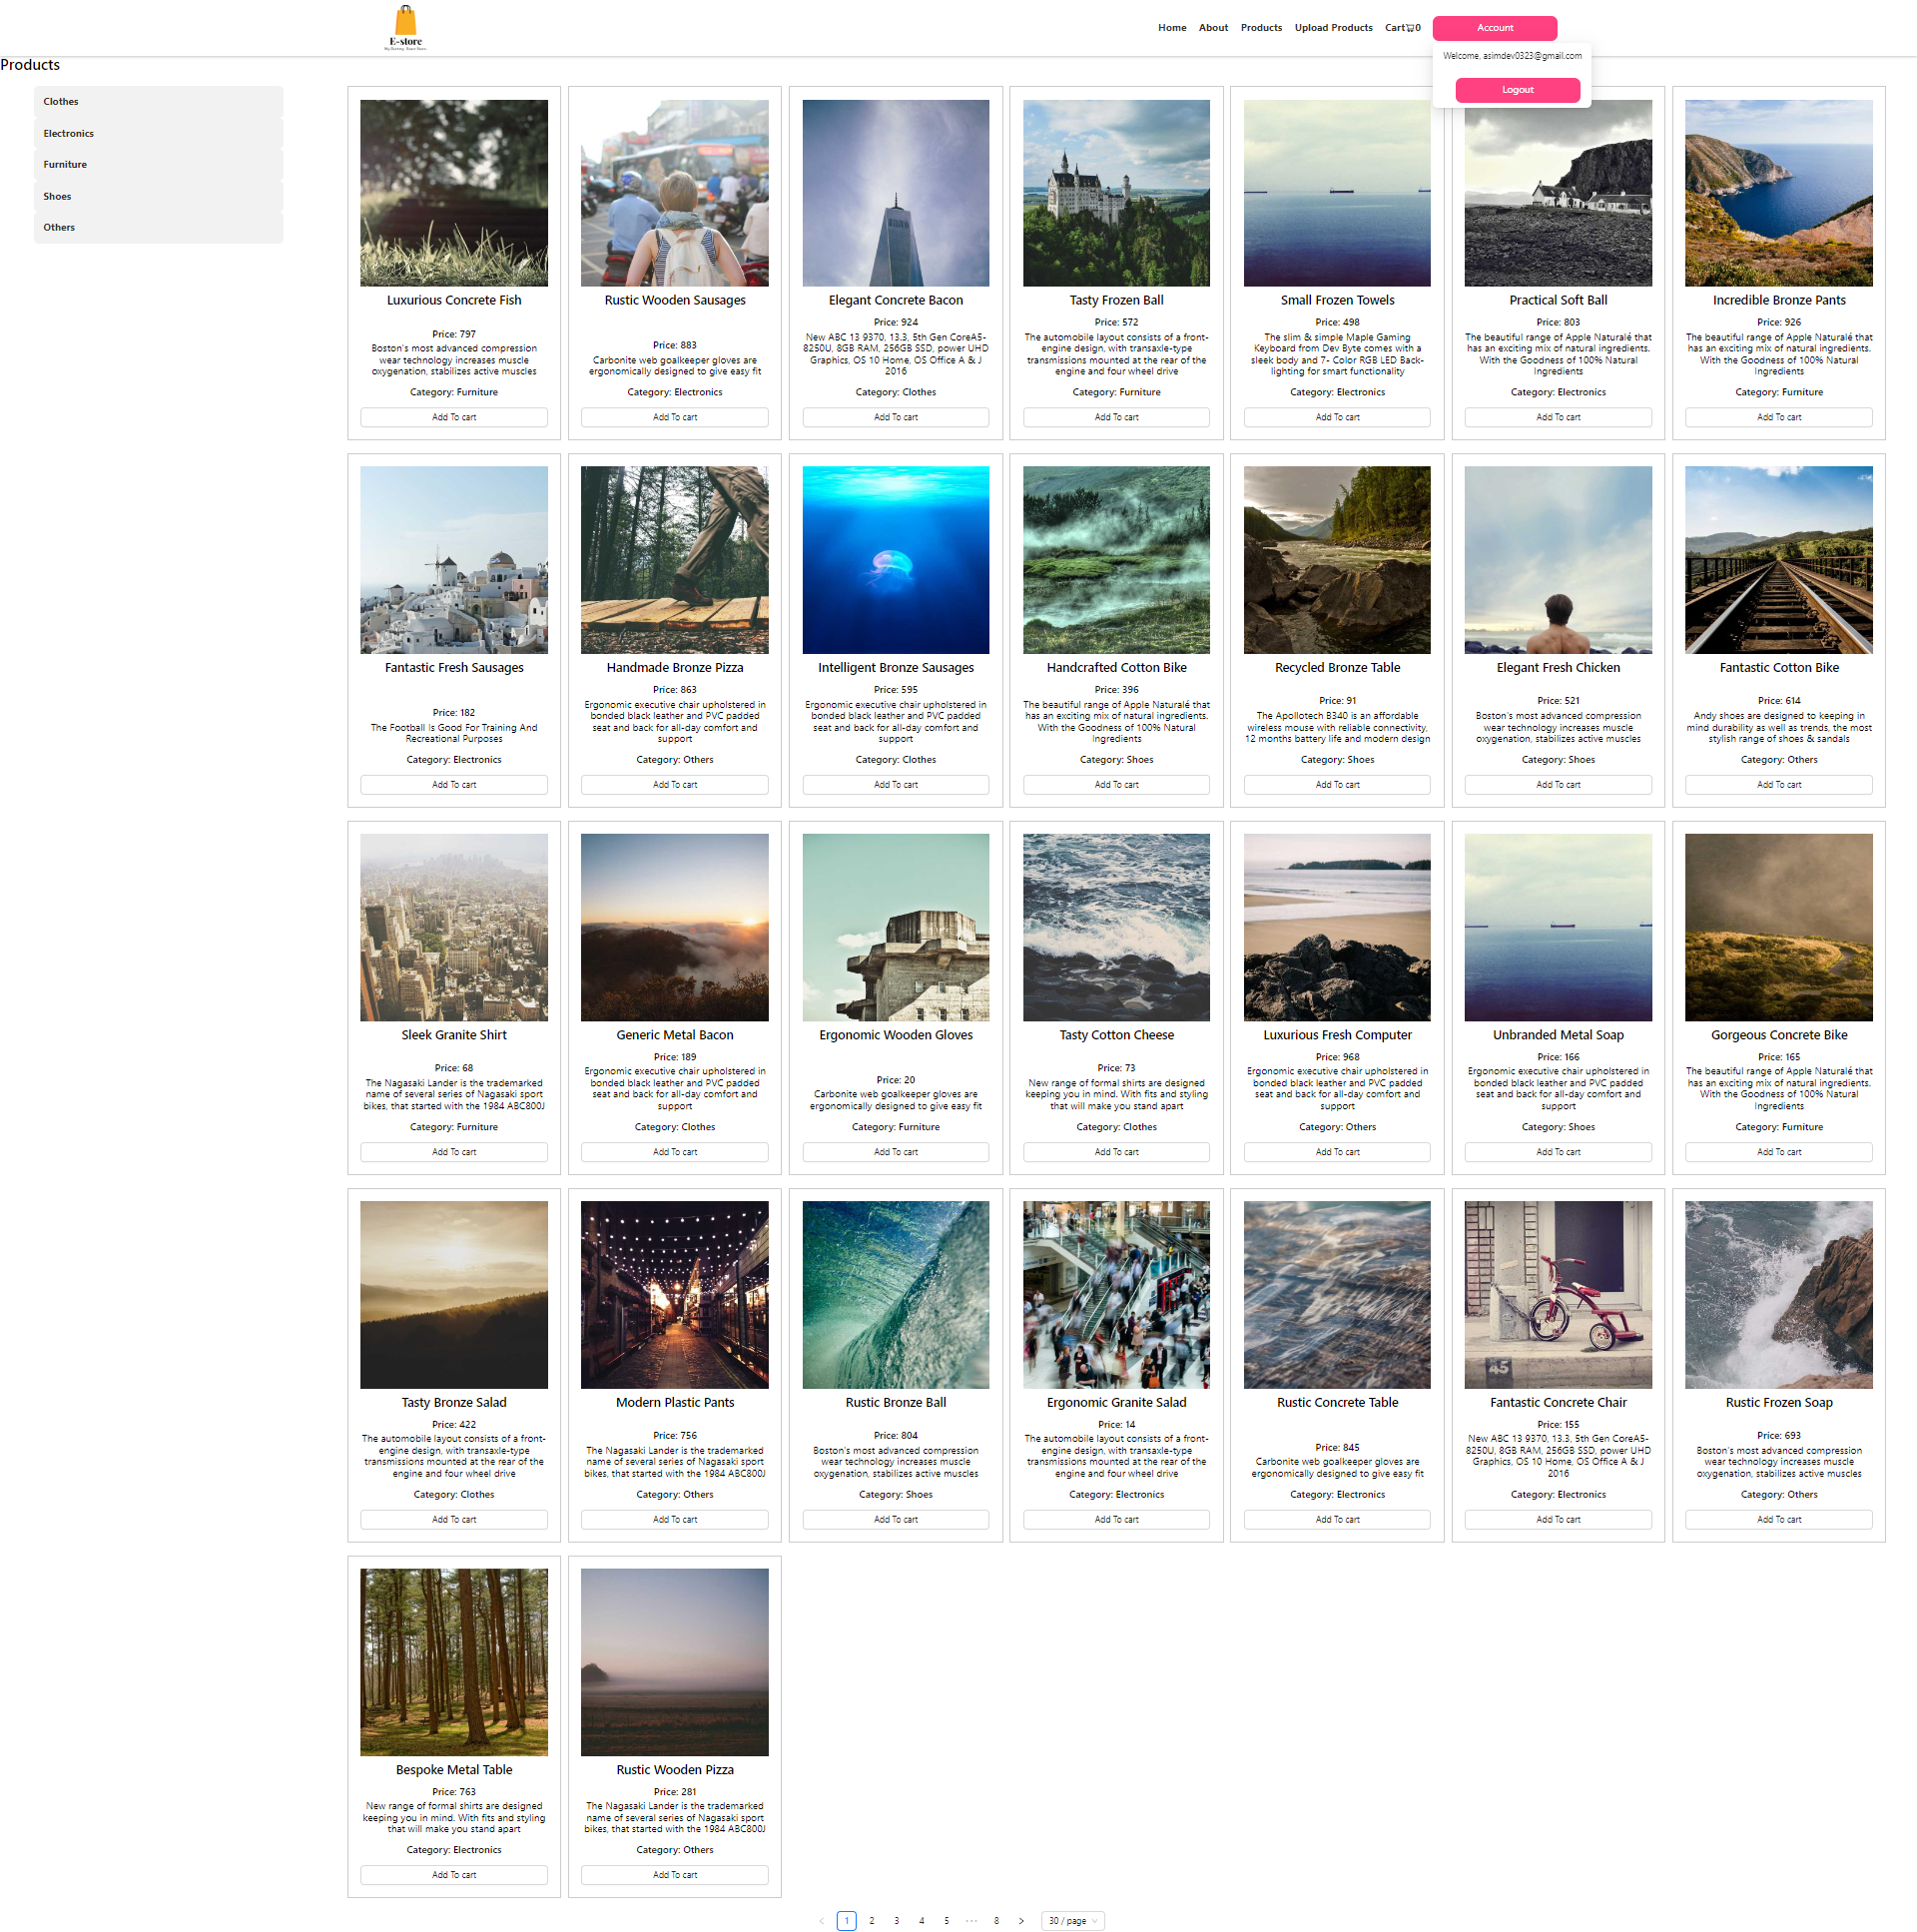 E-store
Home About Products Upload Products Cart 0 Account
Welcome, asimdev0323@gmail.com
Logout
Products
Clothes
Electronics
Furniture
Shoes
Others
Luxurious Concrete Fish
Price: 797
Boston's most advanced compression
wear technology increases muscle
oxygenation, stabilizes active muscles
Category: Furniture
Add To cart
Rustic Wooden Sausages
Price: 883
Carbonite web goalkeeper gloves are
ergonomically designed to give easy fit
Category: Electronics
Add To cart
Elegant Concrete Bacon
Price: 924
New ABC 13 9370, 13.3, 5th Gen CoreA5-
8250U, 8GB RAM, 256GB SSD, power UHD
Graphics, OS 10 Home, OS Office A & J
2016
Category: Clothes
Add To cart
Tasty Frozen Ball
Price: 572
The automobile layout consists of a front-
engine design, with transaxle-type
transmissions mounted at the rear of the
engine and four wheel drive
Category: Furniture
Add To cart
Small Frozen Towels
Price: 498
The slim & simple Maple Gaming
Keyboard from Dev Byte comes with a
sleek body and 7- Color RGB LED Back-
lighting for smart functionality
Category: Electronics
Add To cart
Practical Soft Ball
Price: 803
The beautiful range of Apple Naturalé that
has an exciting mix of natural ingredients.
With the Goodness of 100% Natural
Ingredients
Category: Electronics
Add To cart
Incredible Bronze Pants
Price: 926
The beautiful range of Apple Naturalé that
has an exciting mix of natural ingredients.
With the Goodness of 100% Natural
Ingredients
Category: Furniture
Add To cart
Fantastic Fresh Sausages
Price: 182
The Football Is Good For Training And
Recreational Purposes
Category: Electronics
Add To cart
Handmade Bronze Pizza
Price: 863
Ergonomic executive chair upholstered in
bonded black leather and PVC padded
seat and back for all-day comfort and
support
Category: Others
Add To cart
Intelligent Bronze Sausages
Price: 595
Ergonomic executive chair upholstered in
bonded black leather and PVC padded
seat and back for all-day comfort and
support
Category: Clothes
Add To cart
Handcrafted Cotton Bike
Price: 396
The beautiful range of Apple Naturalé that
has an exciting mix of natural ingredients.
With the Goodness of 100% Natural
Ingredients
Category: Shoes
Add To cart
Recycled Bronze Table
Price: 91
The Apollotech B340 is an affordable
wireless mouse with reliable connectivity,
12 months battery life and modern design
Category: Shoes
Add To cart
Elegant Fresh Chicken
Price: 521
Boston's most advanced compression
wear technology increases muscle
oxygenation, stabilizes active muscles
Category: Shoes
Add To cart
Fantastic Cotton Bike
Price: 614
Andy shoes are designed to keeping in
mind durability as well as trends, the most
stylish range of shoes & sandals
Category: Others
Add To cart
Sleek Granite Shirt
Price: 68
The Nagasaki Lander is the trademarked
name of several series of Nagasaki sport
bikes, that started with the 1984 ABC800J
Category: Furniture
Add To cart
Generic Metal Bacon
Price: 189
Ergonomic executive chair upholstered in
bonded black leather and PVC padded
seat and back for all-day comfort and
support
Category: Clothes
Add To cart
Ergonomic Wooden Gloves
Price: 20
Carbonite web goalkeeper gloves are
ergonomically designed to give easy fit
Category: Furniture
Add To cart
Tasty Cotton Cheese
Price: 73
New range of formal shirts are designed
keeping you in mind. With fits and styling
that will make you stand apart
Category: Clothes
Add To cart
Luxurious Fresh Computer
Price: 968
Ergonomic executive chair upholstered in
bonded black leather and PVC padded
seat and back for all-day comfort and
support
Category: Others
Add To cart
Unbranded Metal Soap
Price: 166
Ergonomic executive chair upholstered in
bonded black leather and PVC padded
seat and back for all-day comfort and
support
Category: Shoes
Add To cart
Gorgeous Concrete Bike
Price: 165
The beautiful range of Apple Naturalé that
has an exciting mix of natural ingredients.
With the Goodness of 100% Natural
Ingredients
Category: Furniture
Add To cart
Tasty Bronze Salad
Price: 422
The automobile layout consists of a front-
engine design, with transaxle-type
transmissions mounted at the rear of the
engine and four wheel drive
Category: Clothes
Add To cart
Modern Plastic Pants
Price: 756
The Nagasaki Lander is the trademarked
name of several series of Nagasaki sport
bikes, that started with the 1984 ABC800J
Category: Others
Add To cart
Rustic Bronze Ball
Price: 804
Boston's most advanced compression
wear technology increases muscle
oxygenation, stabilizes active muscles
Category: Shoes
Add To cart
Ergonomic Granite Salad
Price: 14
The automobile layout consists of a front-
engine design, with transaxle-type
transmissions mounted at the rear of the
engine and four wheel drive
Category: Electronics
Add To cart
Rustic Concrete Table
Price: 845
Carbonite web goalkeeper gloves are
ergonomically designed to give easy fit
Category: Electronics
Add To cart
45
Fantastic Concrete Chair
Price: 155
New ABC 13 9370, 13.3, 5th Gen CoreA5-
8250U, 8GB RAM, 256GB SSD, power UHD
Graphics, OS 10 Home, OS Office A & J
2016
Category: Electronics
Add To cart
Rustic Frozen Soap
Price: 693
Boston's most advanced compression
wear technology increases muscle
oxygenation, stabilizes active muscles
Category: Others
Add To cart
Bespoke Metal Table
Price: 763
New range of formal shirts are designed
keeping you in mind. With fits and styling
that will make you stand apart
Category: Electronics
Add To cart
Rustic Wooden Pizza
Price: 281
The Nagasaki Lander is the trademarked
name of several series of Nagasaki sport
bikes, that started with the 1984 ABC800J
Category: Others
Add To cart
< 1 2 3 4 5 ••• 8 > 30 / page